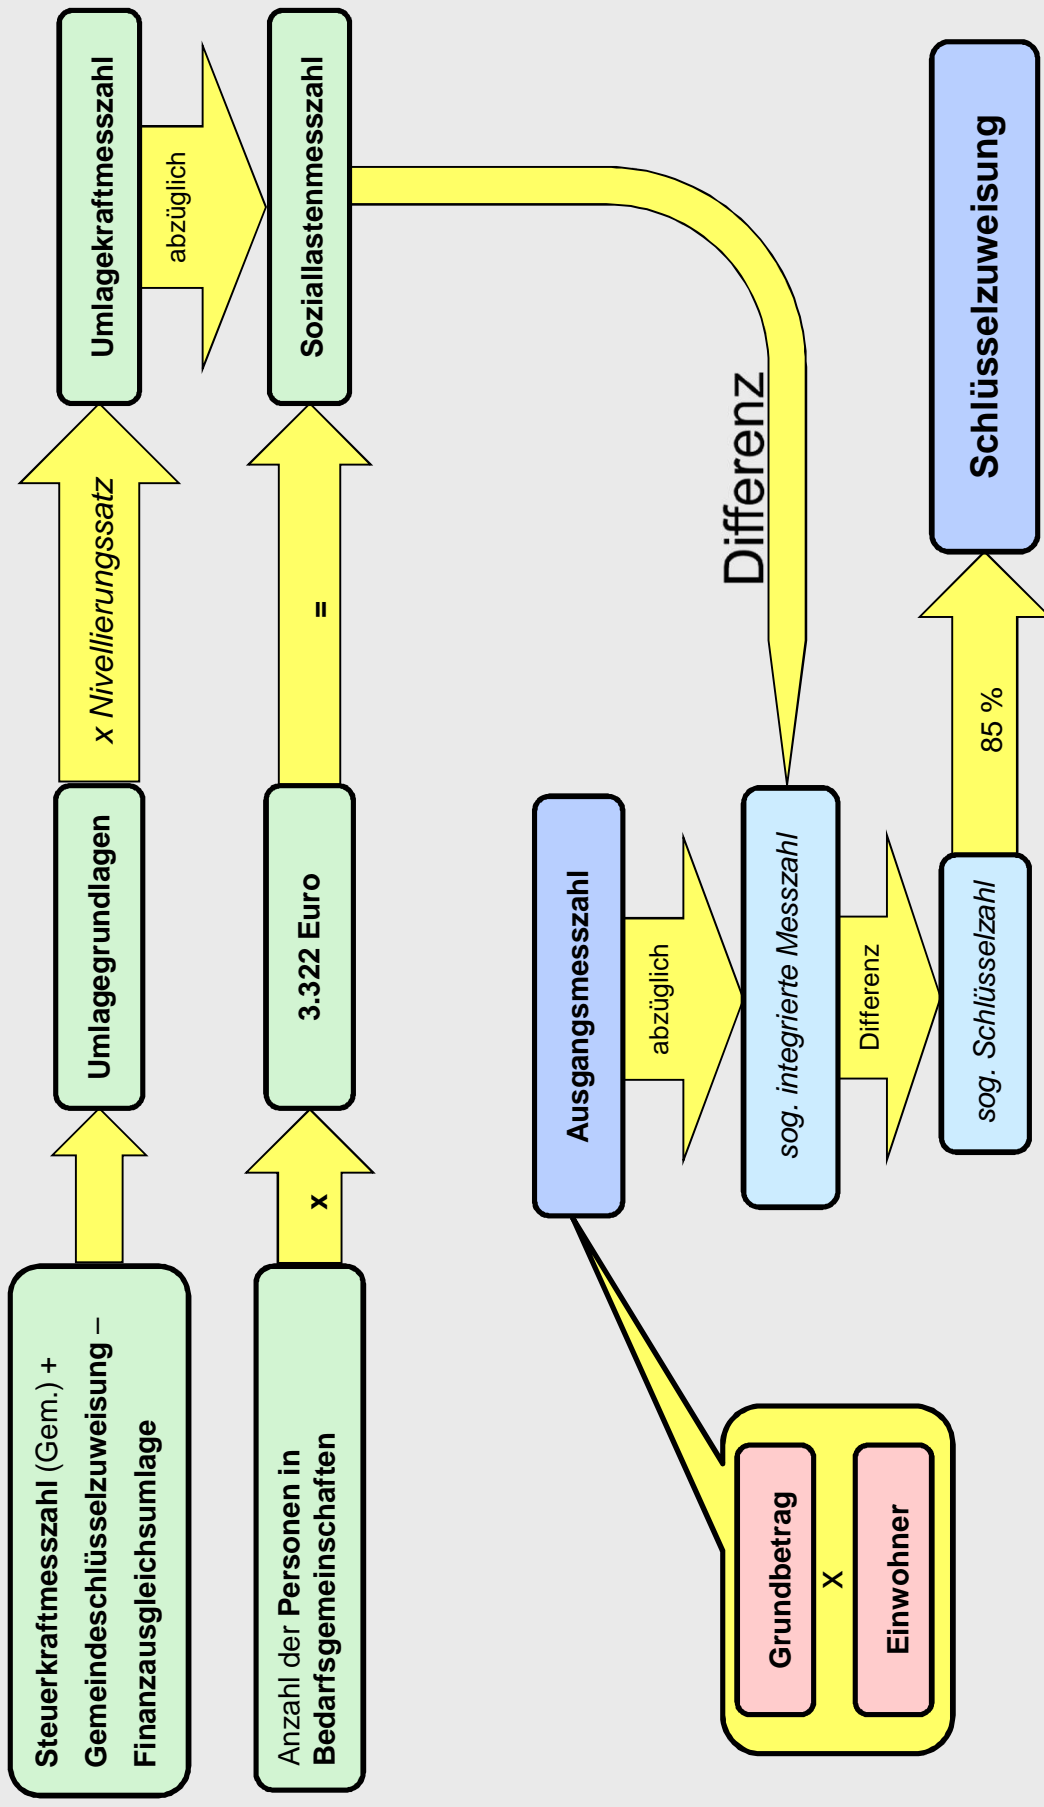 Steuerkraftmesszahl (Gem.) +
Gemeindeschlüsselzuweisung –
Finanzausgleichsumlage
Umlagegrundlagen
x Nivellierungssatz
Umlagekraftmesszahl
abzüglich
Anzahl der Personen in
Bedarfsgemeinschaften
x
3.322 Euro
=
Soziallastenmesszahl
Differenz
Ausgangsmesszahl
abzüglich
Grundbetrag
X
Einwohner
sog. integrierte Messzahl
Differenz
sog. Schlüsselzahl
85 %
Schlüsselzuweisung